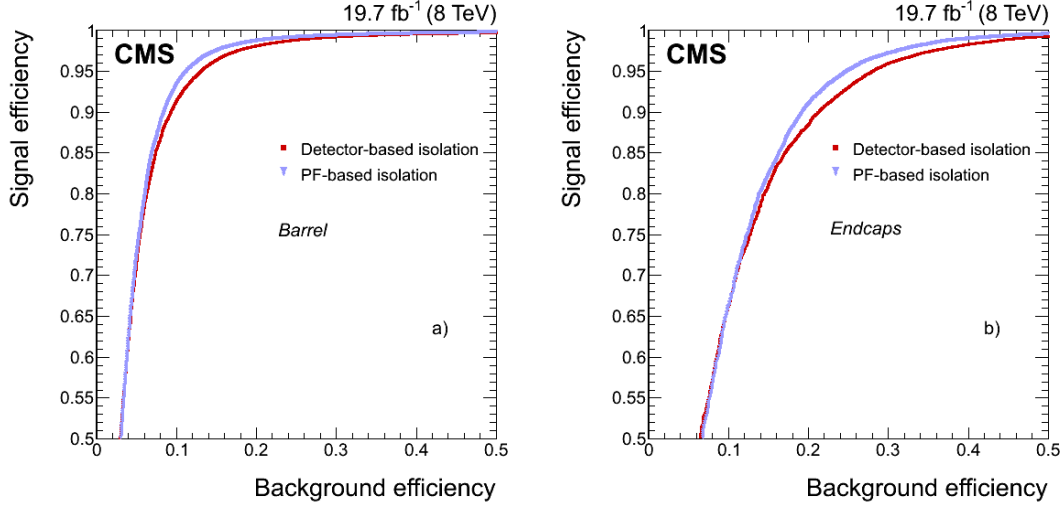 19.7 fb⁻¹ (8 TeV)
CMS
Signal efficiency
1
0.95
0.9
0.85
0.8
0.75
0.7
0.65
0.6
0.55
0.5
Detector-based isolation
PF-based isolation
Barrel
a)
0
0.1
0.2
0.3
0.4
0.5
Background efficiency
19.7 fb⁻¹ (8 TeV)
CMS
Signal efficiency
1
0.95
0.9
0.85
0.8
0.75
0.7
0.65
0.6
0.55
0.5
Detector-based isolation
PF-based isolation
Endcaps
b)
0
0.1
0.2
0.3
0.4
0.5
Background efficiency